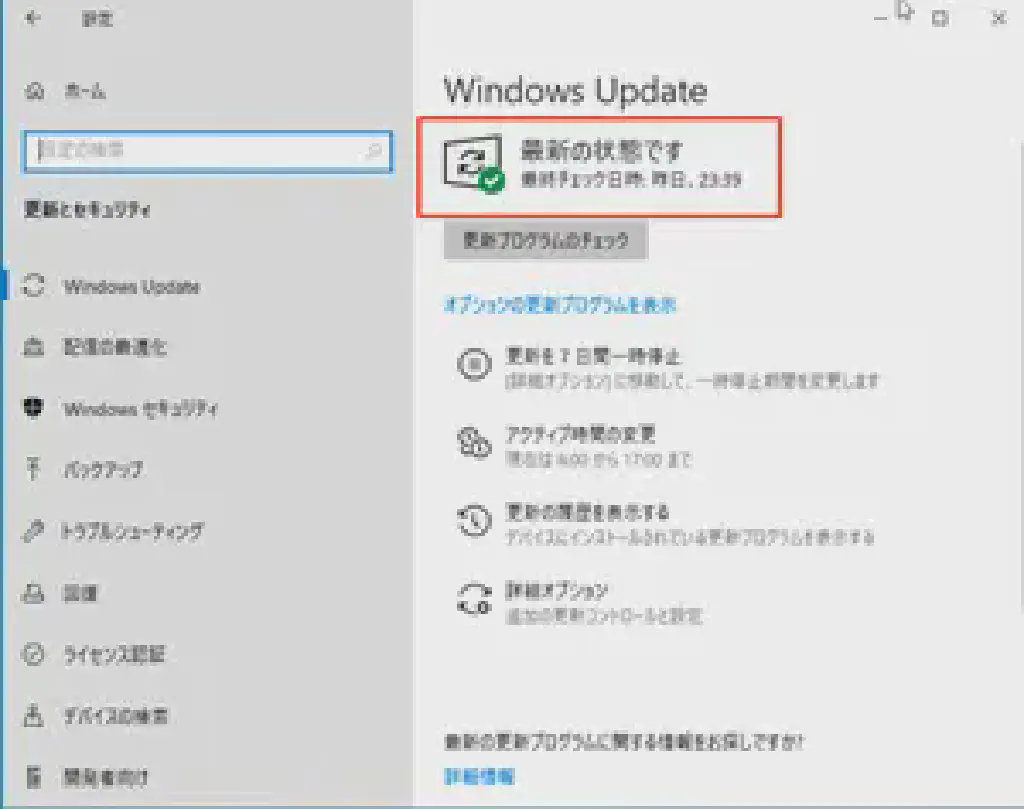 設定
ホーム
設定の検索
更新とセキュリティ
Windows Update
配信の最適化
Windows セキュリティ
バックアップ
トラブルシューティング
回復
ライセンス認証
デバイスの検索
開発者向け
Windows Update
最新の状態です
最終チェック日時: 昨日、23:39
更新プログラムのチェック
オプションの更新プログラムを表示
更新を 7 日間一時停止
[詳細オプション] に移動して、一時停止期間を変更します
アクティブ時間の変更
現在は 8:00 から 17:00 まで
更新の履歴を表示する
デバイスにインストールされている更新プログラムを表示する
詳細オプション
追加の更新コントロールと設定
最新の更新プログラムに関する情報をお探しですか?
詳細情報